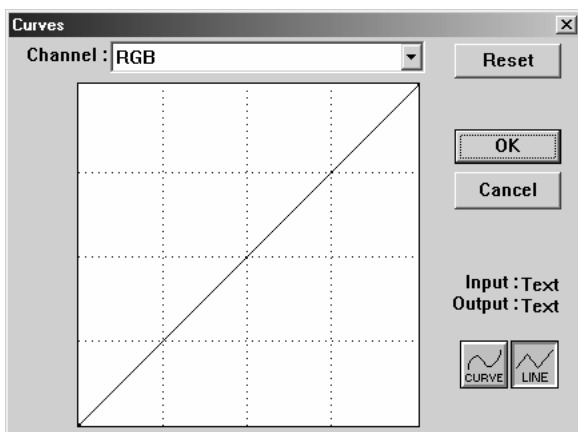 Curves
Channel : RGB
Reset
OK
Cancel
Input : Text
Output : Text
CURVE
LINE